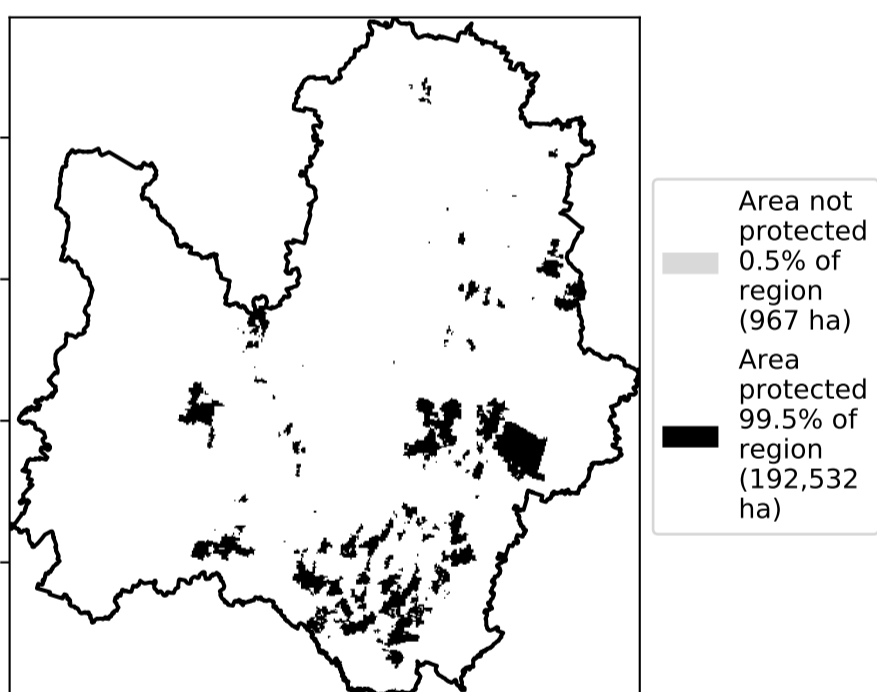 Area not
protected
0.5% of
region
(967 ha)
Area
protected
99.5% of
region
(192,532
ha)